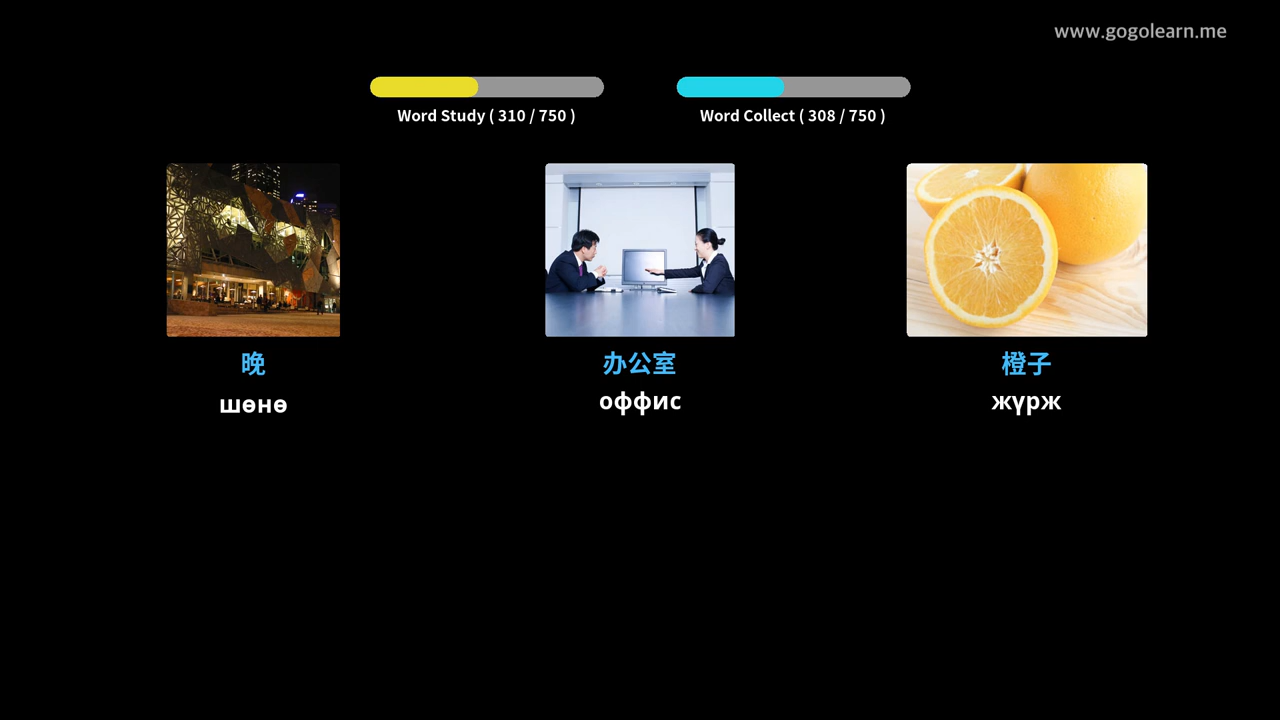 www.gogolearn.me
Word Study ( 310 / 750 )
Word Collect ( 308 / 750 )
晚
办公室
橙子
шөнө
оффис
жүрж